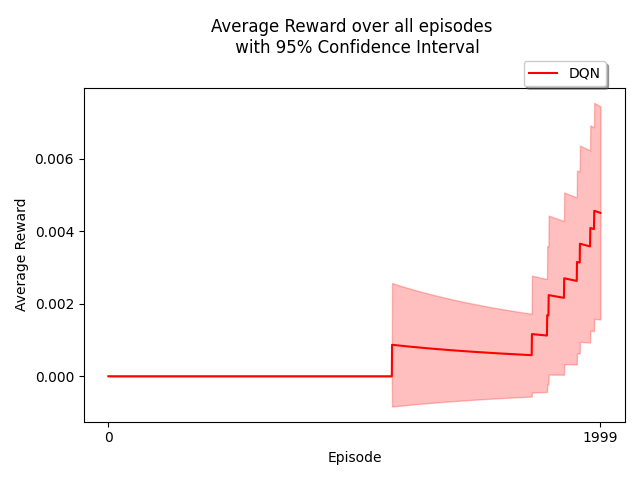 Average Reward over all episodes
with 95% Confidence Interval
DQN
0.006
0.004
0.002
0.000
Average Reward
0
1999
Episode